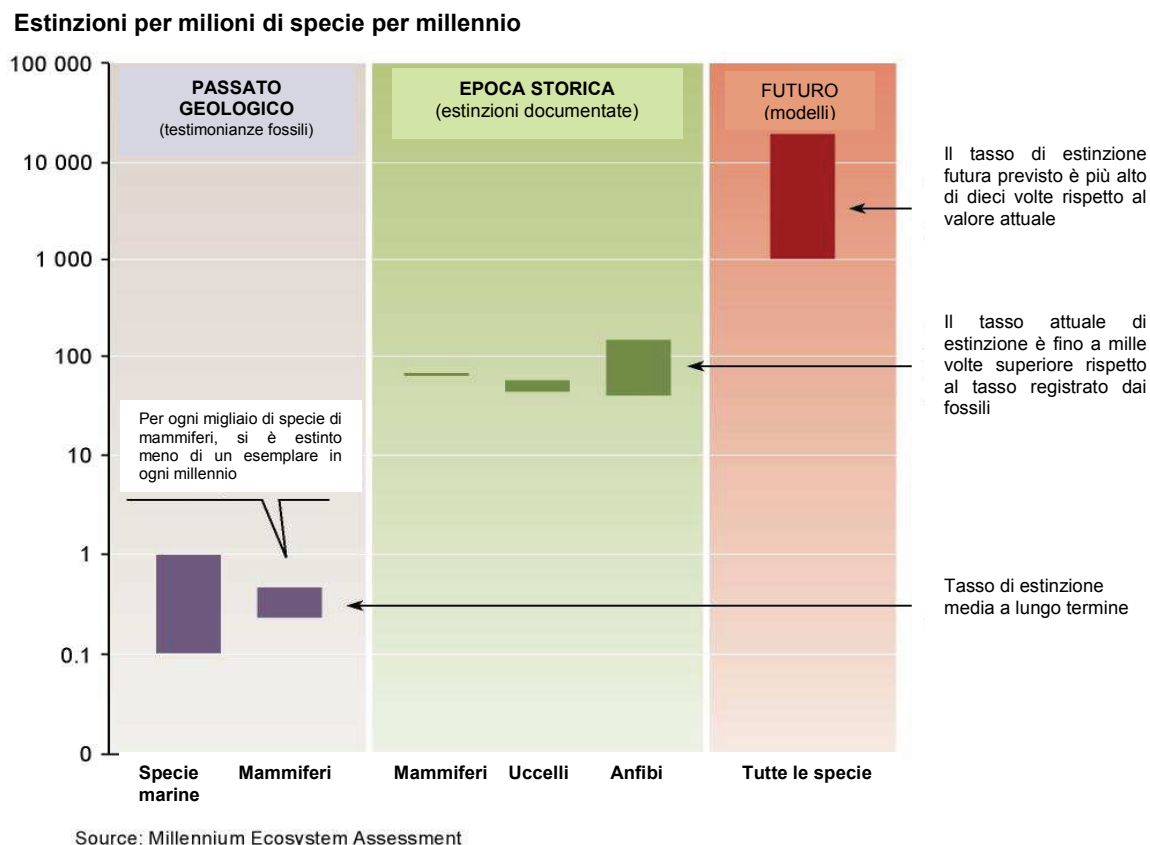 Estinzioni per milioni di specie per millennio
100 000
10 000
1 000
100
10
1
0.1
0
PASSATO
GEOLOGICO
(testimonianze fossili)
EPOCA STORICA
(estinzioni documentate)
FUTURO
(modelli)
Per ogni migliaio di specie di
mammiferi, si è estinto
meno di un esemplare in
ogni millennio
Il tasso di estinzione
futura previsto è più alto
di dieci volte rispetto al
valore attuale
Il tasso attuale di
estinzione è fino a mille
volte superiore rispetto
al tasso registrato dai
fossili
Tasso di estinzione
media a lungo termine
Specie
marine
Mammiferi
Mammiferi
Uccelli
Anfibi
Tutte le specie
Source: Millennium Ecosystem Assessment